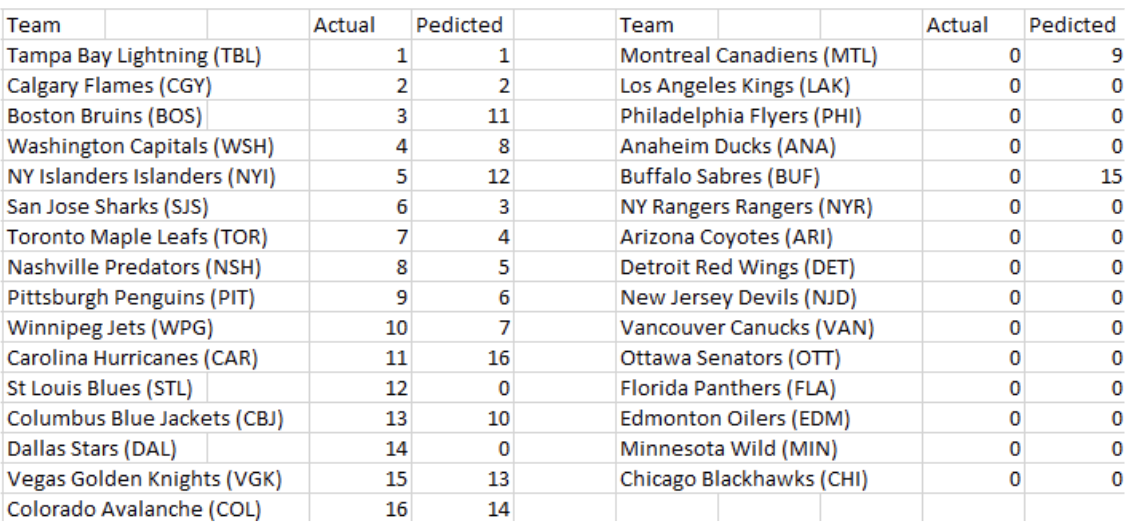 Team Actual Pedicted Team Actual Pedicted
Tampa Bay Lightning (TBL) 1 1 Montreal Canadiens (MTL) 0 9
Calgary Flames (CGY) 2 2 Los Angeles Kings (LAK) 0 0
Boston Bruins (BOS) 3 11 Philadelphia Flyers (PHI) 0 0
Washington Capitals (WSH) 4 8 Anaheim Ducks (ANA) 0 0
NY Islanders Islanders (NYI) 5 12 Buffalo Sabres (BUF) 0 15
San Jose Sharks (SJS) 6 3 NY Rangers Rangers (NYR) 0 0
Toronto Maple Leafs (TOR) 7 4 Arizona Coyotes (ARI) 0 0
Nashville Predators (NSH) 8 5 Detroit Red Wings (DET) 0 0
Pittsburgh Penguins (PIT) 9 6 New Jersey Devils (NJD) 0 0
Winnipeg Jets (WPG) 10 7 Vancouver Canucks (VAN) 0 0
Carolina Hurricanes (CAR) 11 16 Ottawa Senators (OTT) 0 0
St Louis Blues (STL) 12 0 Florida Panthers (FLA) 0 0
Columbus Blue Jackets (CBJ) 13 10 Edmonton Oilers (EDM) 0 0
Dallas Stars (DAL) 14 0 Minnesota Wild (MIN) 0 0
Vegas Golden Knights (VGK) 15 13 Chicago Blackhawks (CHI) 0 0
Colorado Avalanche (COL) 16 14